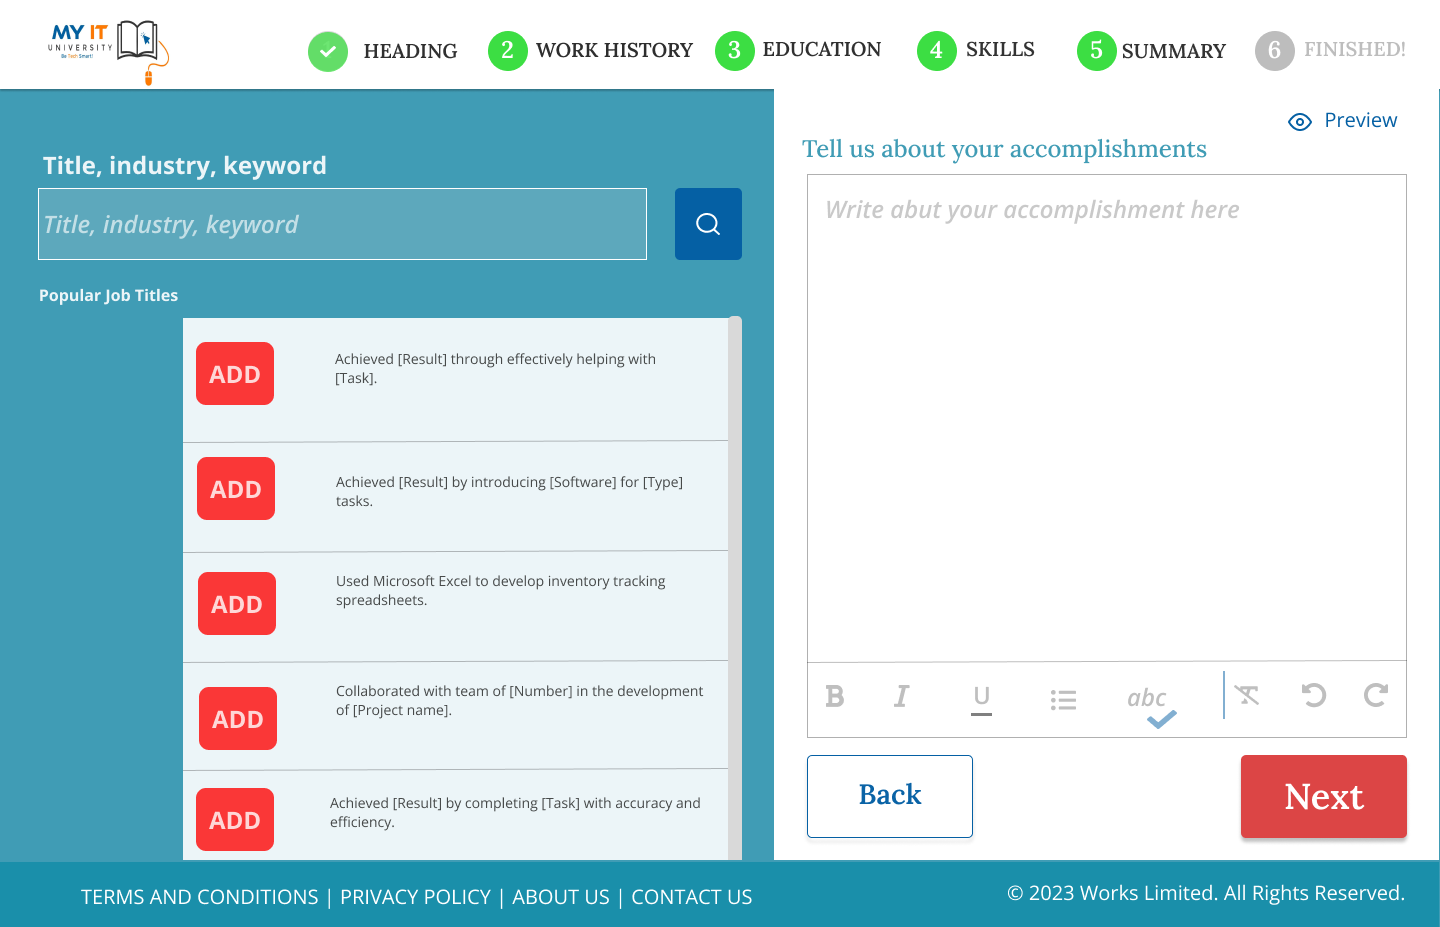 MY IT
UNIVERSITY
Be Tech Smart!
HEADING
2 WORK HISTORY
3 EDUCATION
4 SKILLS
5 SUMMARY
6 FINISHED!
Title, industry, keyword
Title, industry, keyword
Popular Job Titles
ADD
Achieved [Result] through effectively helping with
[Task].
ADD
Achieved [Result] by introducing [Software] for [Type]
tasks.
ADD
Used Microsoft Excel to develop inventory tracking
spreadsheets.
ADD
Collaborated with team of [Number] in the development
of [Project name].
ADD
Achieved [Result] by completing [Task] with accuracy and
efficiency.
Preview
Tell us about your accomplishments
Write abut your accomplishment here
B I U abc T
Back
Next
TERMS AND CONDITIONS | PRIVACY POLICY | ABOUT US | CONTACT US
© 2023 Works Limited. All Rights Reserved.